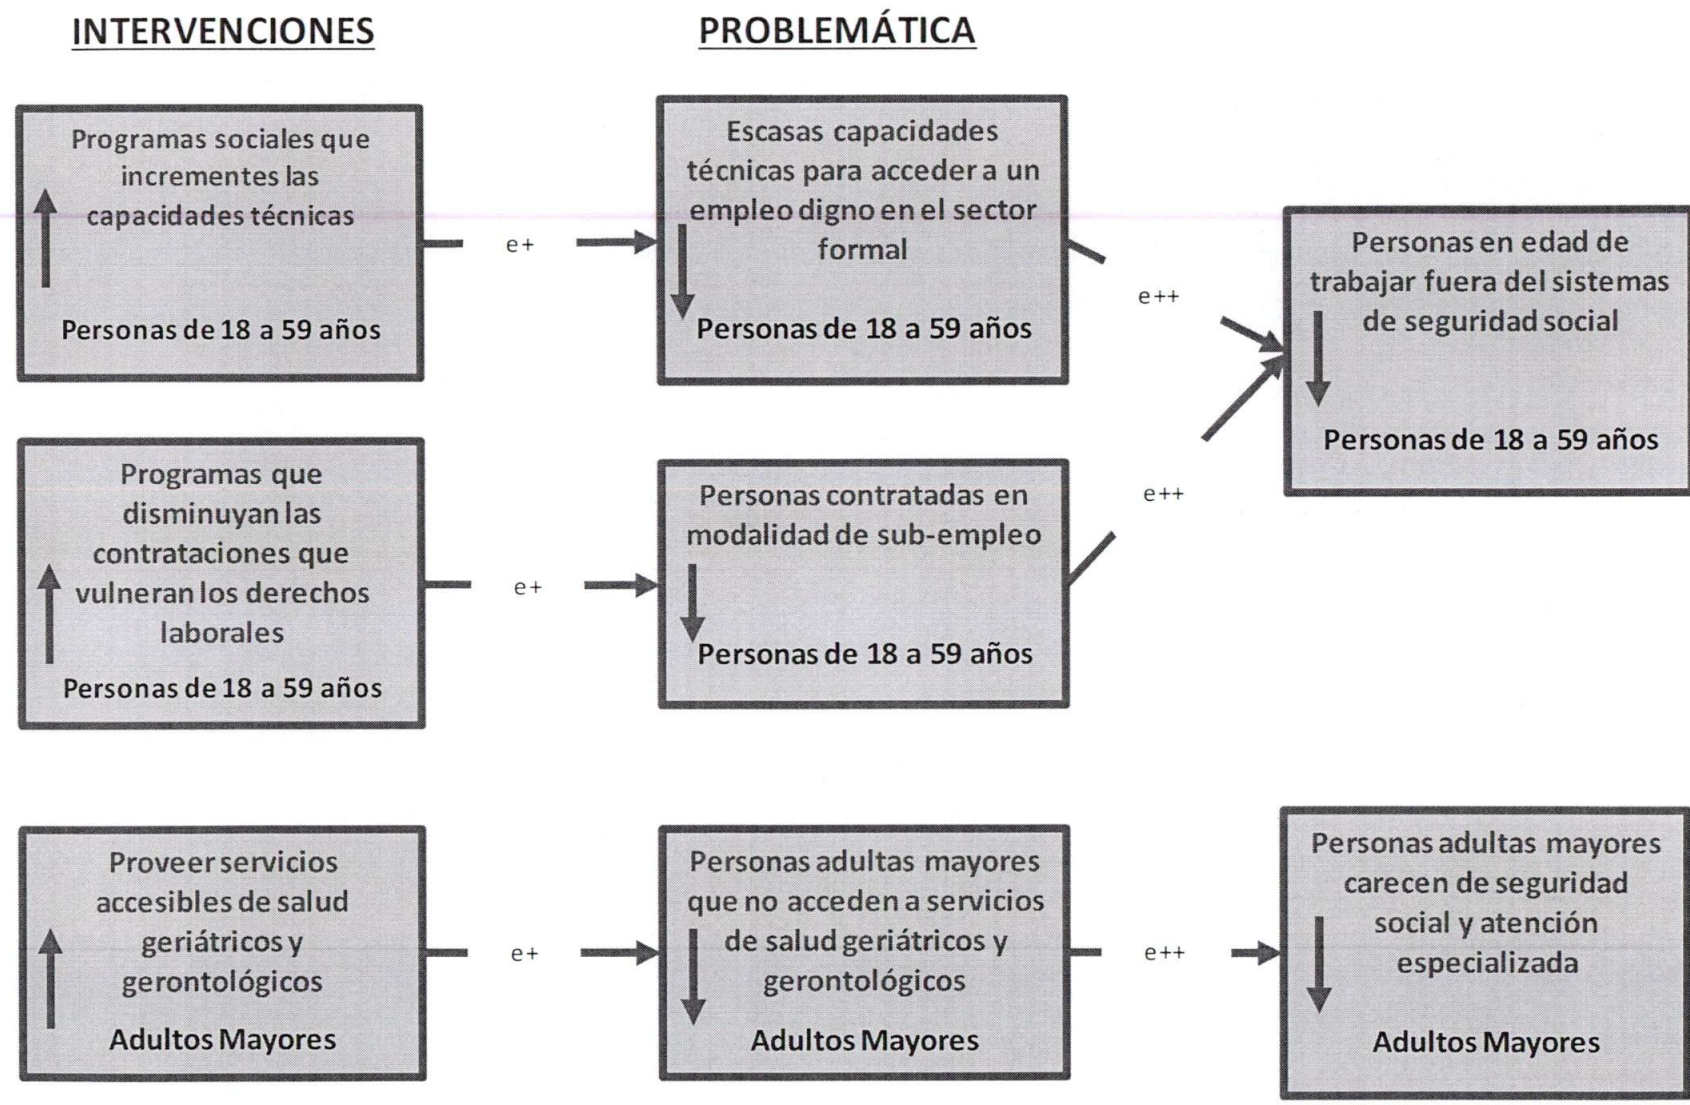 INTERVENCIONES
PROBLEMÁTICA
Programas sociales que
incrementes las
capacidades técnicas
Personas de 18 a 59 años
e+
Escasas capacidades
técnicas para acceder a un
empleo digno en el sector
formal
Personas de 18 a 59 años
e++
Personas en edad de
trabajar fuera del sistemas
de seguridad social
Personas de 18 a 59 años
Programas que
disminuyan las
contrataciones que
vulneran los derechos
laborales
Personas de 18 a 59 años
e+
Personas contratadas en
modalidad de sub-empleo
Personas de 18 a 59 años
e++
Proveer servicios
accesibles de salud
geriátricos y
gerontológicos
Adultos Mayores
e+
Personas adultas mayores
que no acceden a servicios
de salud geriátricos y
gerontológicos
Adultos Mayores
e++
Personas adultas mayores
carecen de seguridad
social y atención
especializada
Adultos Mayores